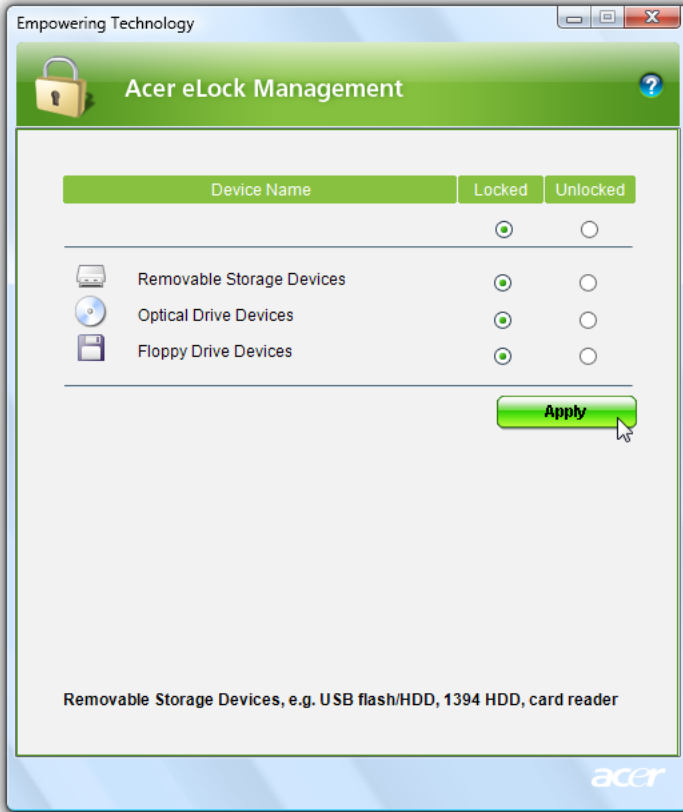 Empowering Technology
Acer eLock Management
Device Name Locked Unlocked
Removable Storage Devices
Optical Drive Devices
Floppy Drive Devices
Apply
Removable Storage Devices, e.g. USB flash/HDD, 1394 HDD, card reader
acer